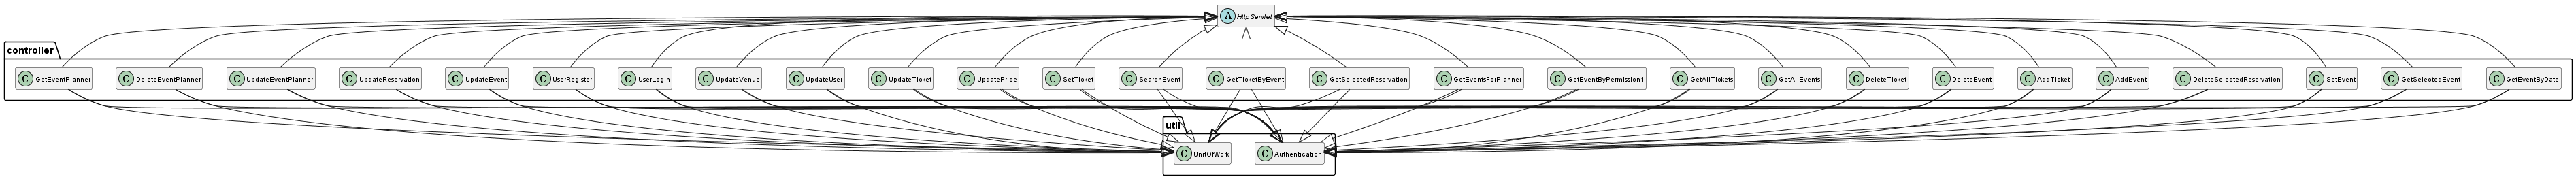 A HttpServlet
controller
C GetEventPlanner
C DeleteEventPlanner
C UpdateEventPlanner
C UpdateReservation
C UpdateEvent
C UserRegister
C UserLogin
C UpdateVenue
C UpdateUser
C UpdateTicket
C UpdatePrice
C SetTicket
C SearchEvent
C GetTicketByEvent
C GetSelectedReservation
C GetEventsForPlanner
C GetEventByPermission1
C GetAllTickets
C GetAllEvents
C DeleteTicket
C DeleteEvent
C AddTicket
C AddEvent
C DeleteSelectedReservation
C SetEvent
C GetSelectedEvent
C GetEventByDate
util
C UnitOfWork
C Authentication